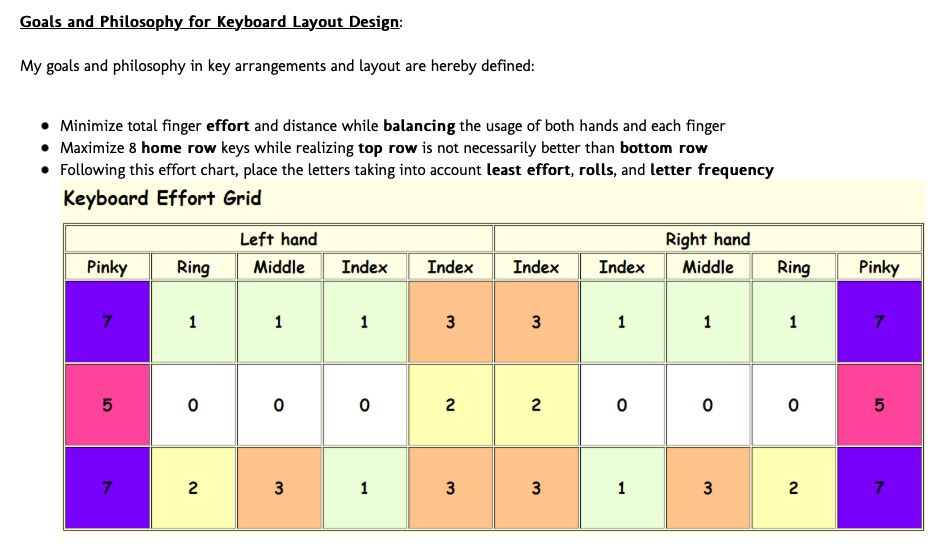 Goals and Philosophy for Keyboard Layout Design:
My goals and philosophy in key arrangements and layout are hereby defined:
• Minimize total finger effort and distance while balancing the usage of both hands and each finger
• Maximize 8 home row keys while realizing top row is not necessarily better than bottom row
• Following this effort chart, place the letters taking into account least effort, rolls, and letter frequency
Keyboard Effort Grid
Left hand Right hand
Pinky Ring Middle Index Index Index Index Middle Ring Pinky
7 1 1 1 3 3 1 1 1 7
5 0 0 0 2 2 0 0 0 5
7 2 3 1 3 3 1 3 2 7